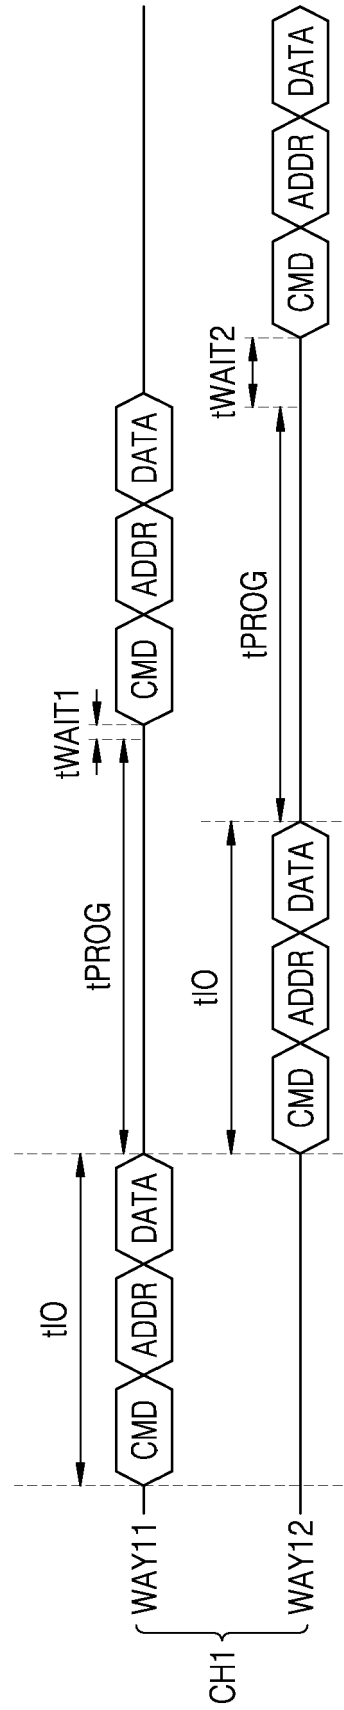 tIO
tPROG
tWAIT1
WAY11
CMD
ADDR
DATA
CMD
ADDR
DATA
CH1
tIO
tPROG
tWAIT2
WAY12
CMD
ADDR
DATA
CMD
ADDR
DATA